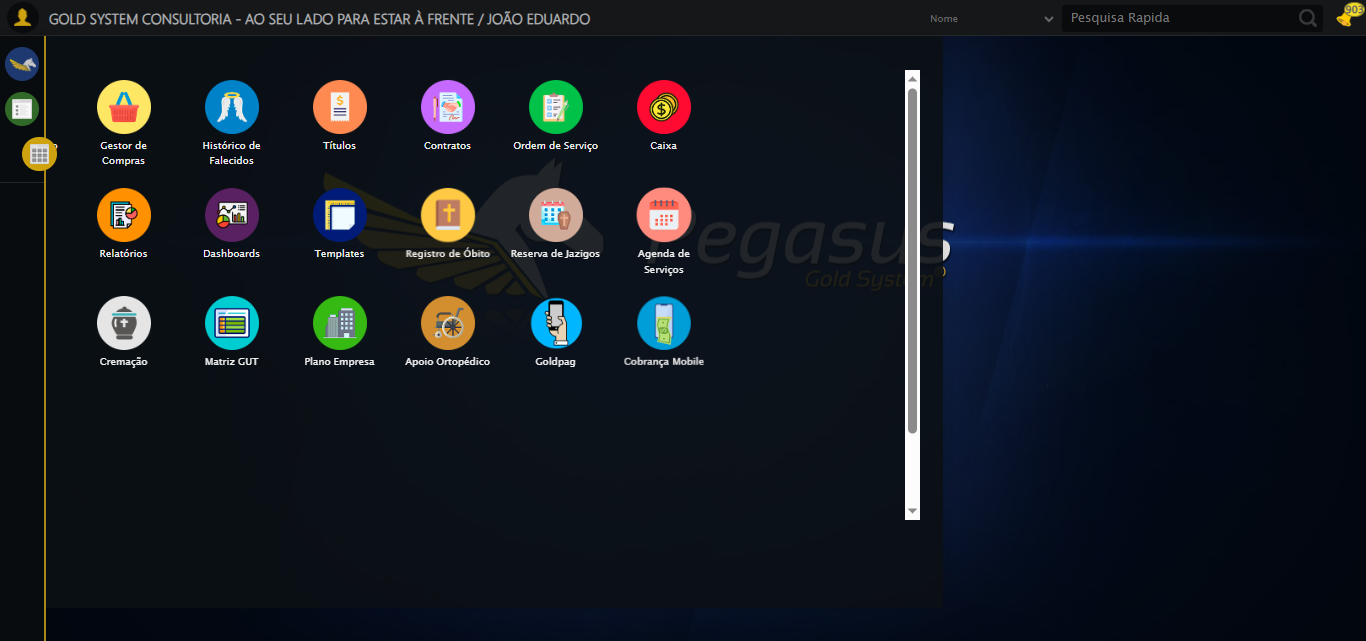 GOLD SYSTEM CONSULTORIA - AO SEU LADO PARA ESTAR À FRENTE / JOÃO EDUARDO
Nome
Pesquisa Rapida
903
Gestor de
Compras
Histórico de
Falecidos
Títulos
Contratos
Ordem de Serviço
Caixa
Relatórios
Dashboards
Templates
Registro de Óbito
Reserva de Jazigos
Agenda de
Serviços
Pegasus
Gold System
Cremação
Matriz GUT
Plano Empresa
Apoio Ortopédico
Goldpag
Cobrança Mobile